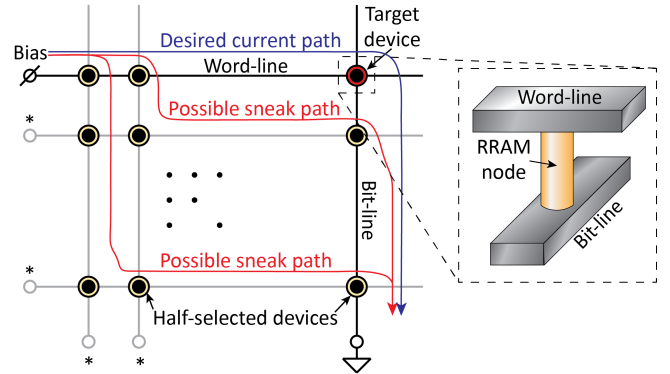 Target
device
Desired current path
Bias
Word-line
Possible sneak path
Word-line
RRAM
node
Bit-line
Bit-line
*
*
Possible sneak path
Half-selected devices
*
*